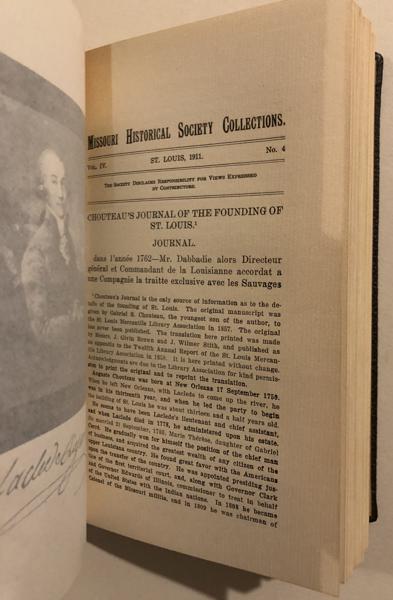 MISSOURI HISTORICAL SOCIETY COLLECTIONS.
VOL. IV. ST. LOUIS, 1911. No. 4
THE SOCIETY DISCLAIMS RESPONSIBILITY FOR VIEWS EXPRESSED
BY CONTRIBUTORS.
CHOUTEAU'S JOURNAL OF THE FOUNDING OF
ST. LOUIS.¹
JOURNAL.
dans l'année 1762—Mr. Dabbadie alors Directeur
général et Commandant de la Louisianne accordat a
une Compagnie la traitte exclusive avec les Sauvages
¹ Chouteau's Journal is the only source of information as to the de-
tails of the founding of St. Louis. The original manuscript was
given by Gabriel S. Chouteau, the youngest son of the author, to
the St. Louis Mercantile Library Association in 1857. The original
has never been published. The translation here printed was made
by Messrs. J. Givin Brown and J. Wilmer Stith, and published as
an appendix to the Twelfth Annual Report of the St. Louis Mercan-
tile Library Association in 1858. It is here printed without change.
Acknowledgments are due to the Library Association for kind permis-
sion to print the original and to reprint the translation.
Auguste Chouteau was born at New Orleans 17 September 1750.
When he left New Orleans, with Laclede to come up the river, he
was in his thirteenth year, and when he led the party to begin
the building of St. Louis he was about thirteen and a half years old.
He seems to have been Laclede's lieutenant and chief assistant,
and when Laclede died in 1778, he administered upon his estate.
He married 21 September, 1786, Marie Thérèse, daughter of Gabriel
Cerré. He gradually won for himself the position of the chief man
of business, and acquired the greatest wealth of any citizen of the
upper Louisiana country. He found great favor with the Americans
upon the transfer of the country. He was appointed presiding jus-
tice of the first territorial court, and, along with Governor Clark
and Governor Edwards of Illinois, commissioner to treat in behalf
of the United States with the Indian nations. In 1808 he became
Colonel of the Missouri militia, and in 1809 he was chairman of